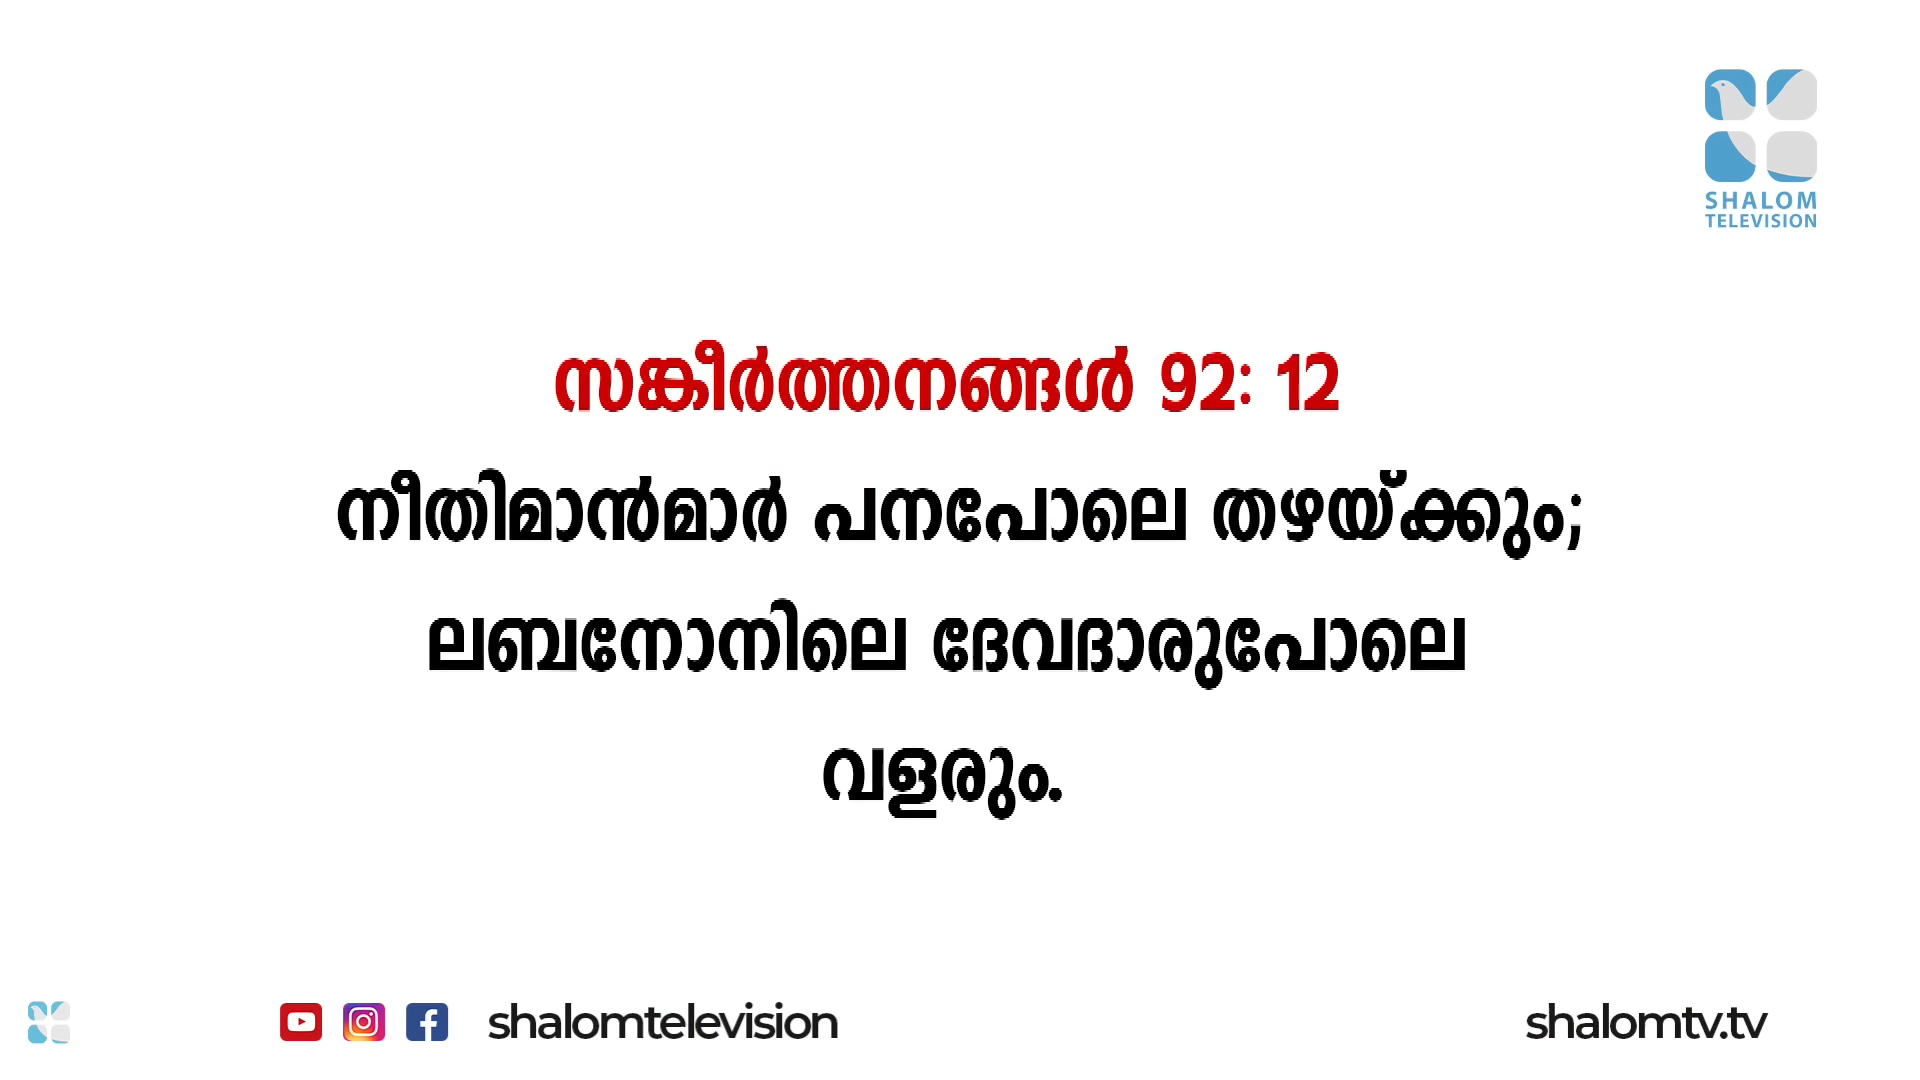 SHALOM
TELEVISION
സങ്കീർത്തനങ്ങൾ 92: 12
നീതിമാൻമാർ പനപോലെ തഴയ്ക്കും;
ലബനോനിലെ ദേവദാരുപോലെ
വളരും.
shalomtelevision
shalomtv.tv